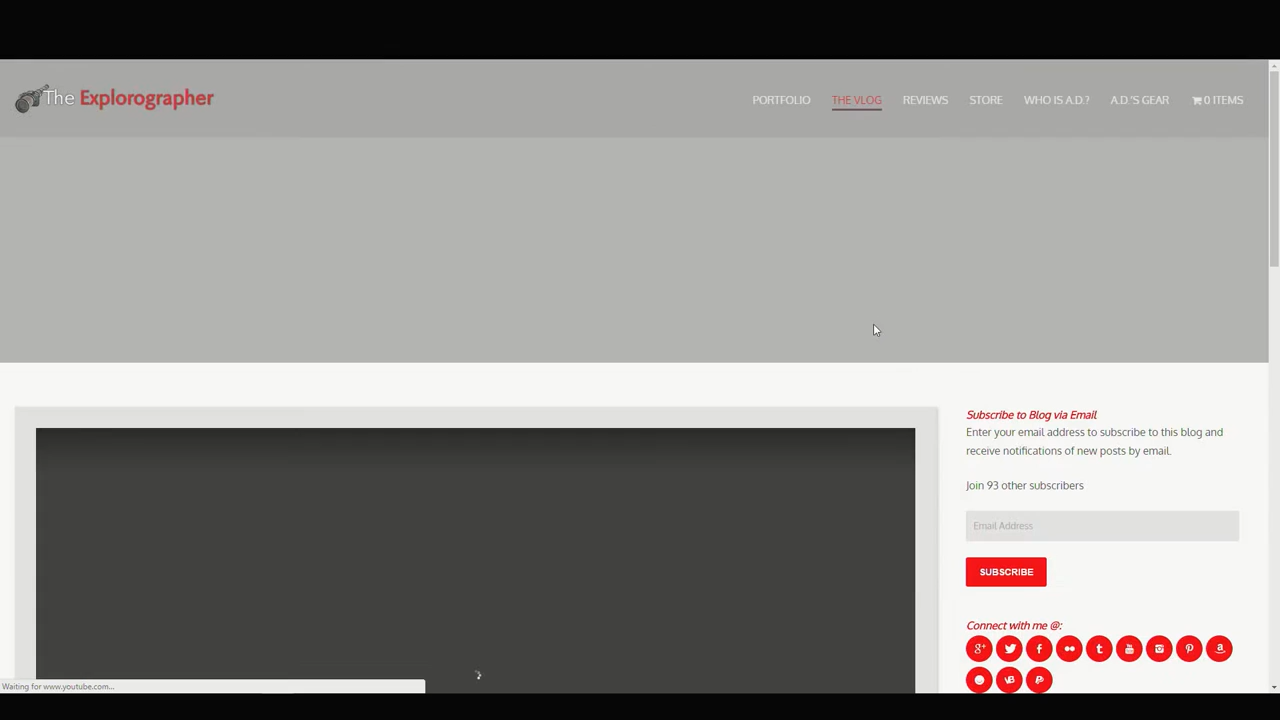 The Explorographer
PORTFOLIO THE VLOG REVIEWS STORE WHO IS A.D.? A.D.'S GEAR 0 ITEMS
Subscribe to Blog via Email
Enter your email address to subscribe to this blog and
receive notifications of new posts by email.
Join 93 other subscribers
Email Address
SUBSCRIBE
Connect with me @:
Waiting for www.youtube.com...